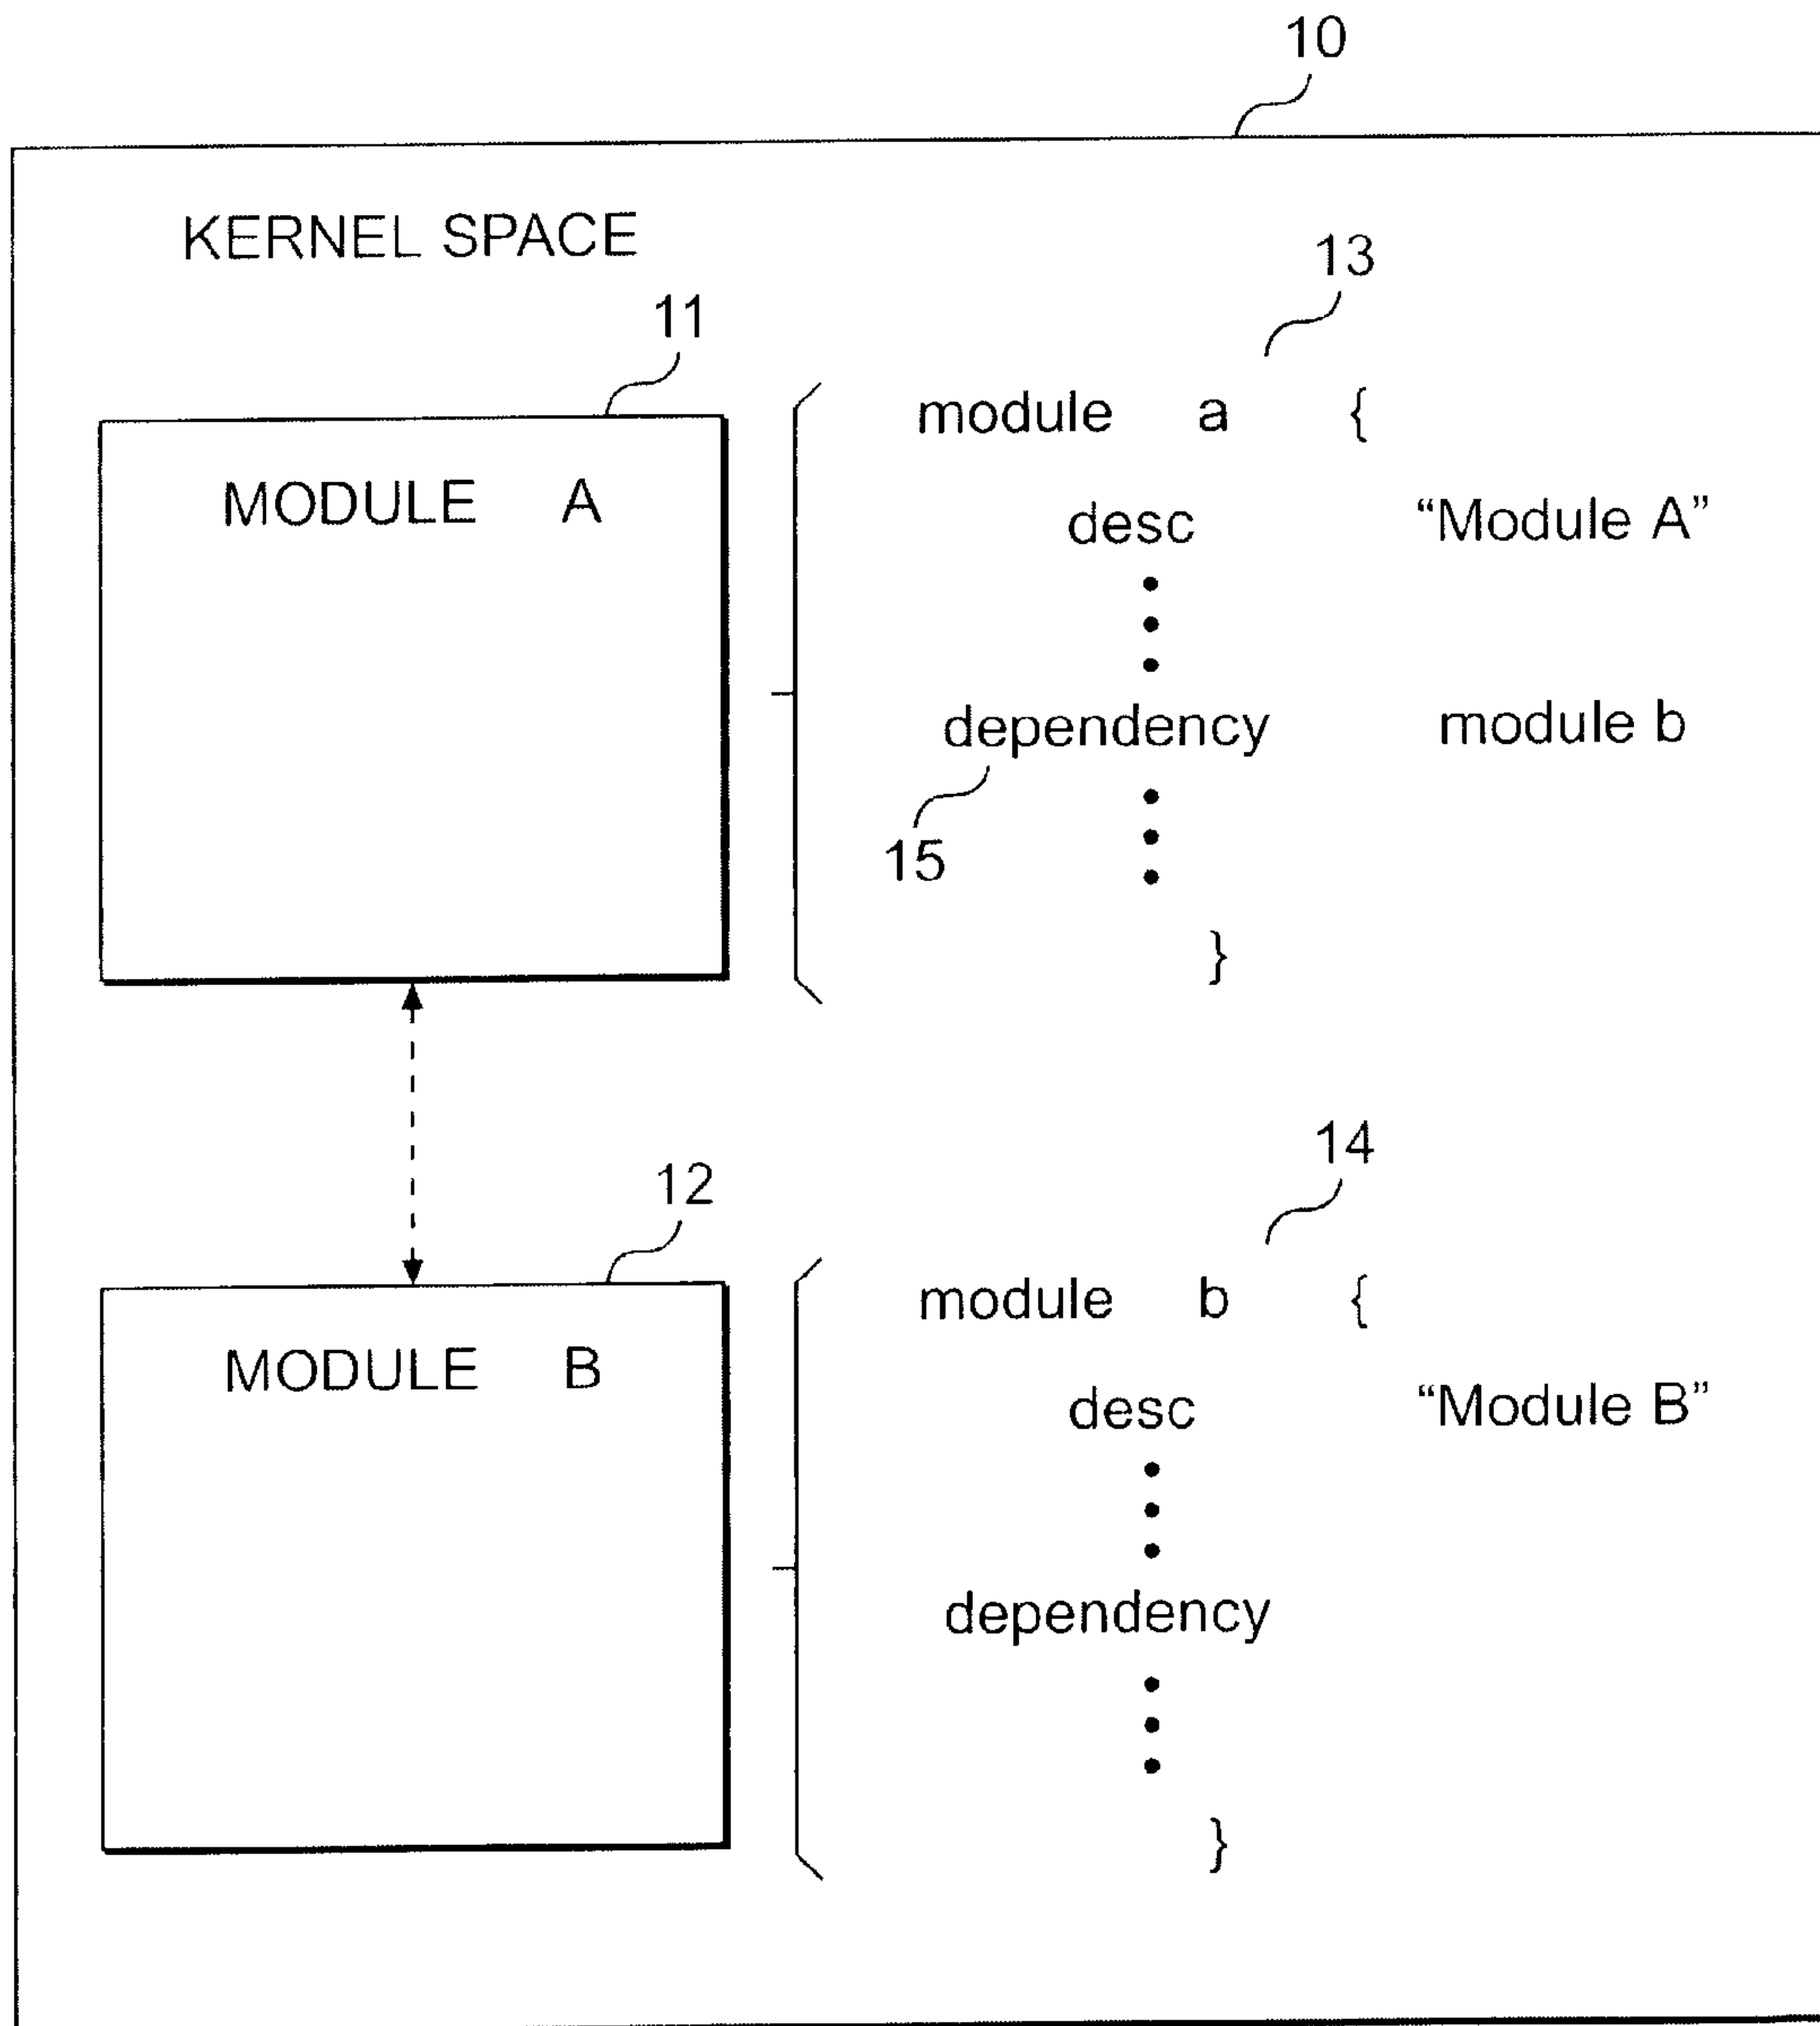 10
KERNEL SPACE
11
13
MODULE A
module a {
desc "Module A"
dependency module b
15
}
12
14
MODULE B
module b {
desc "Module B"
dependency
}